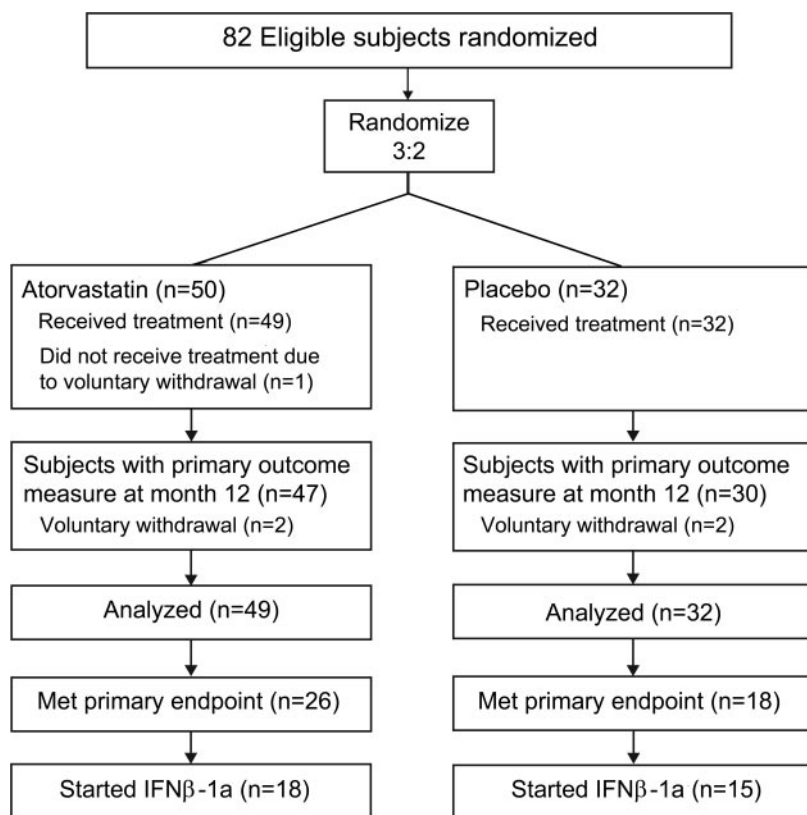 82 Eligible subjects randomized
Randomize
3:2
Atorvastatin (n=50)
Received treatment (n=49)
Did not receive treatment due
to voluntary withdrawal (n=1)
Placebo (n=32)
Received treatment (n=32)
Subjects with primary outcome
measure at month 12 (n=47)
Voluntary withdrawal (n=2)
Subjects with primary outcome
measure at month 12 (n=30)
Voluntary withdrawal (n=2)
Analyzed (n=49)
Analyzed (n=32)
Met primary endpoint (n=26)
Met primary endpoint (n=18)
Started IFNβ-1a (n=18)
Started IFNβ-1a (n=15)